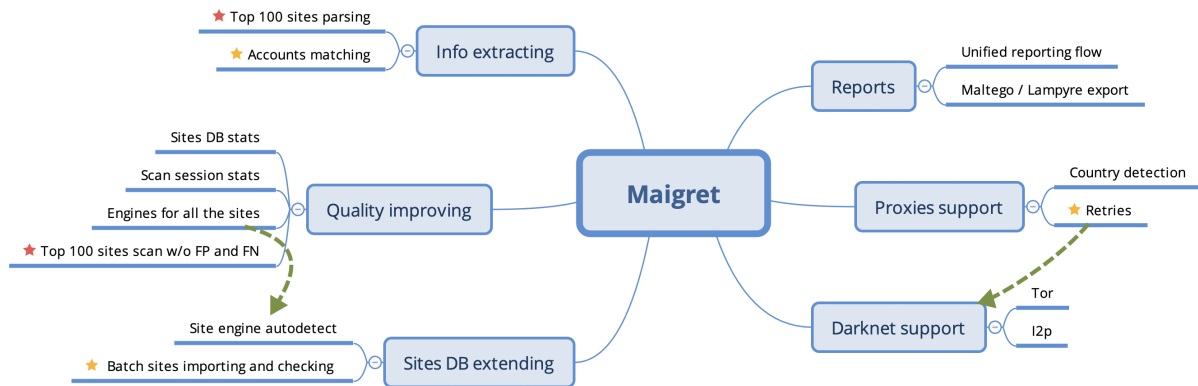 Maigret
Info extracting
Top 100 sites parsing
Accounts matching
Quality improving
Sites DB stats
Scan session stats
Engines for all the sites
Top 100 sites scan w/o FP and FN
Sites DB extending
Site engine autodetect
Batch sites importing and checking
Reports
Unified reporting flow
Maltego / Lampyre export
Proxies support
Country detection
Retries
Darknet support
Tor
I2p